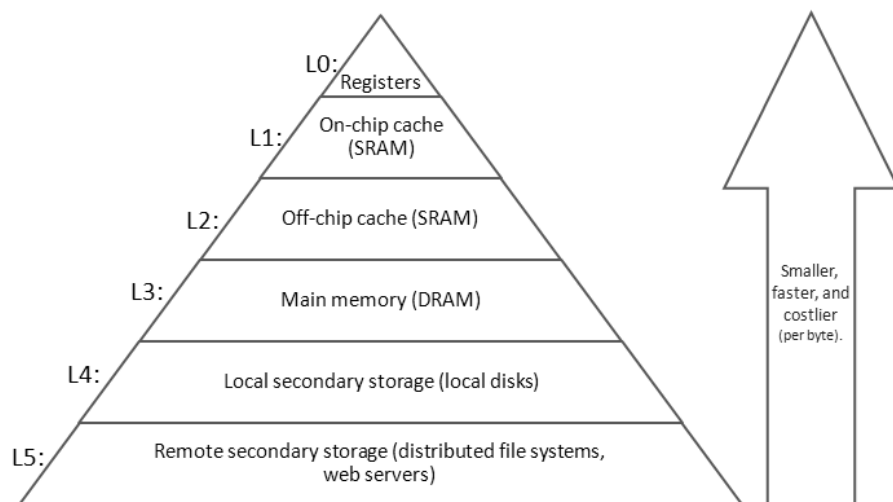 L0:
Registers
L1:
On-chip cache
(SRAM)
L2:
Off-chip cache (SRAM)
L3:
Main memory (DRAM)
L4:
Local secondary storage (local disks)
L5:
Remote secondary storage (distributed file systems,
web servers)
Smaller,
faster, and
costlier
(per byte).